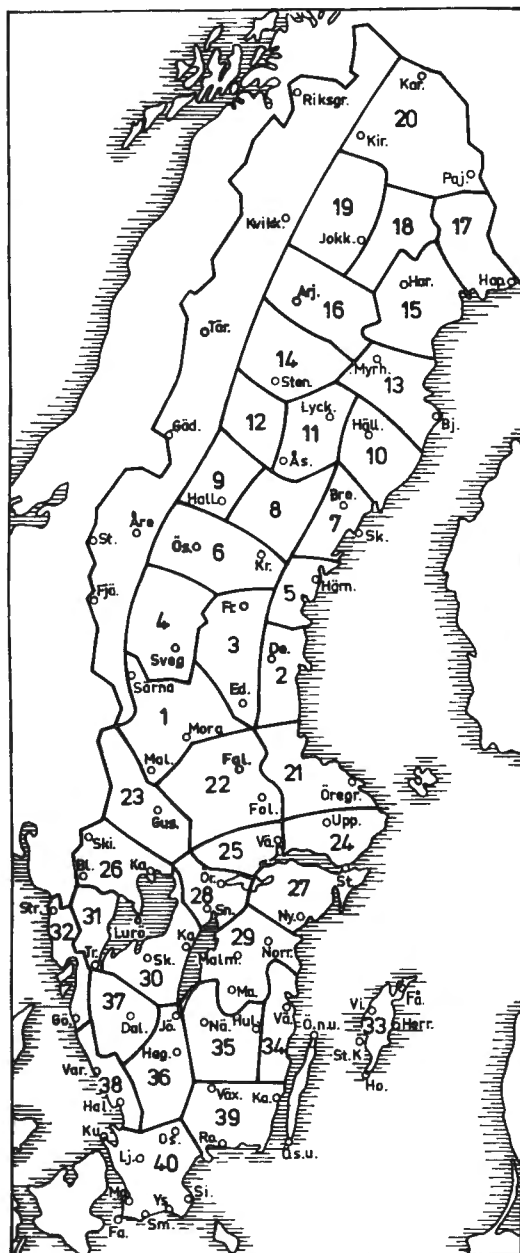 Kar.
Riksgr.
20
Kir.
Paj.
19
Kvikk.
18
17
Jokk.
Har.
Hap.
Arj.
16
15
Tär.
14
Myrh.
13
Sten.
Lyck.
Bj.
12
11
Häll.
Gäd.
10
Ås.
9
Hall.
8
Bre.
7
Åre
Sk.
St.
Ös.
6
Kr.
Härn.
5
Fjä.
Fr.
4
3
Sveg
De.
2
Särna
Ed.
1
Mora
Mal.
Fal.
21
22
Öregr.
23
Fal.
Gus.
Upp.
24
Ski.
25
Vä.
Ka.
26
Bl.
Ör.
St.
28
27
Str.
31
Sn.
Ny.
32
Lurö
Ka.
29
Norr.
Tr.
Sk.
Malm.
30
Ma.
37
Få.
Vi.
Gö.
Dal.
Jö.
Nä.
Hul.
Vä.
Ö.n.u.
33
Herr.
35
34
St.K
Hag.
36
Var.
38
Ho.
Väx.
Hal.
Ka.
39
Ku.
Os.
Ra.
Ö.s.u.
Lj.
40
Ma.
Si.
Ys.
Fa.
Sm.